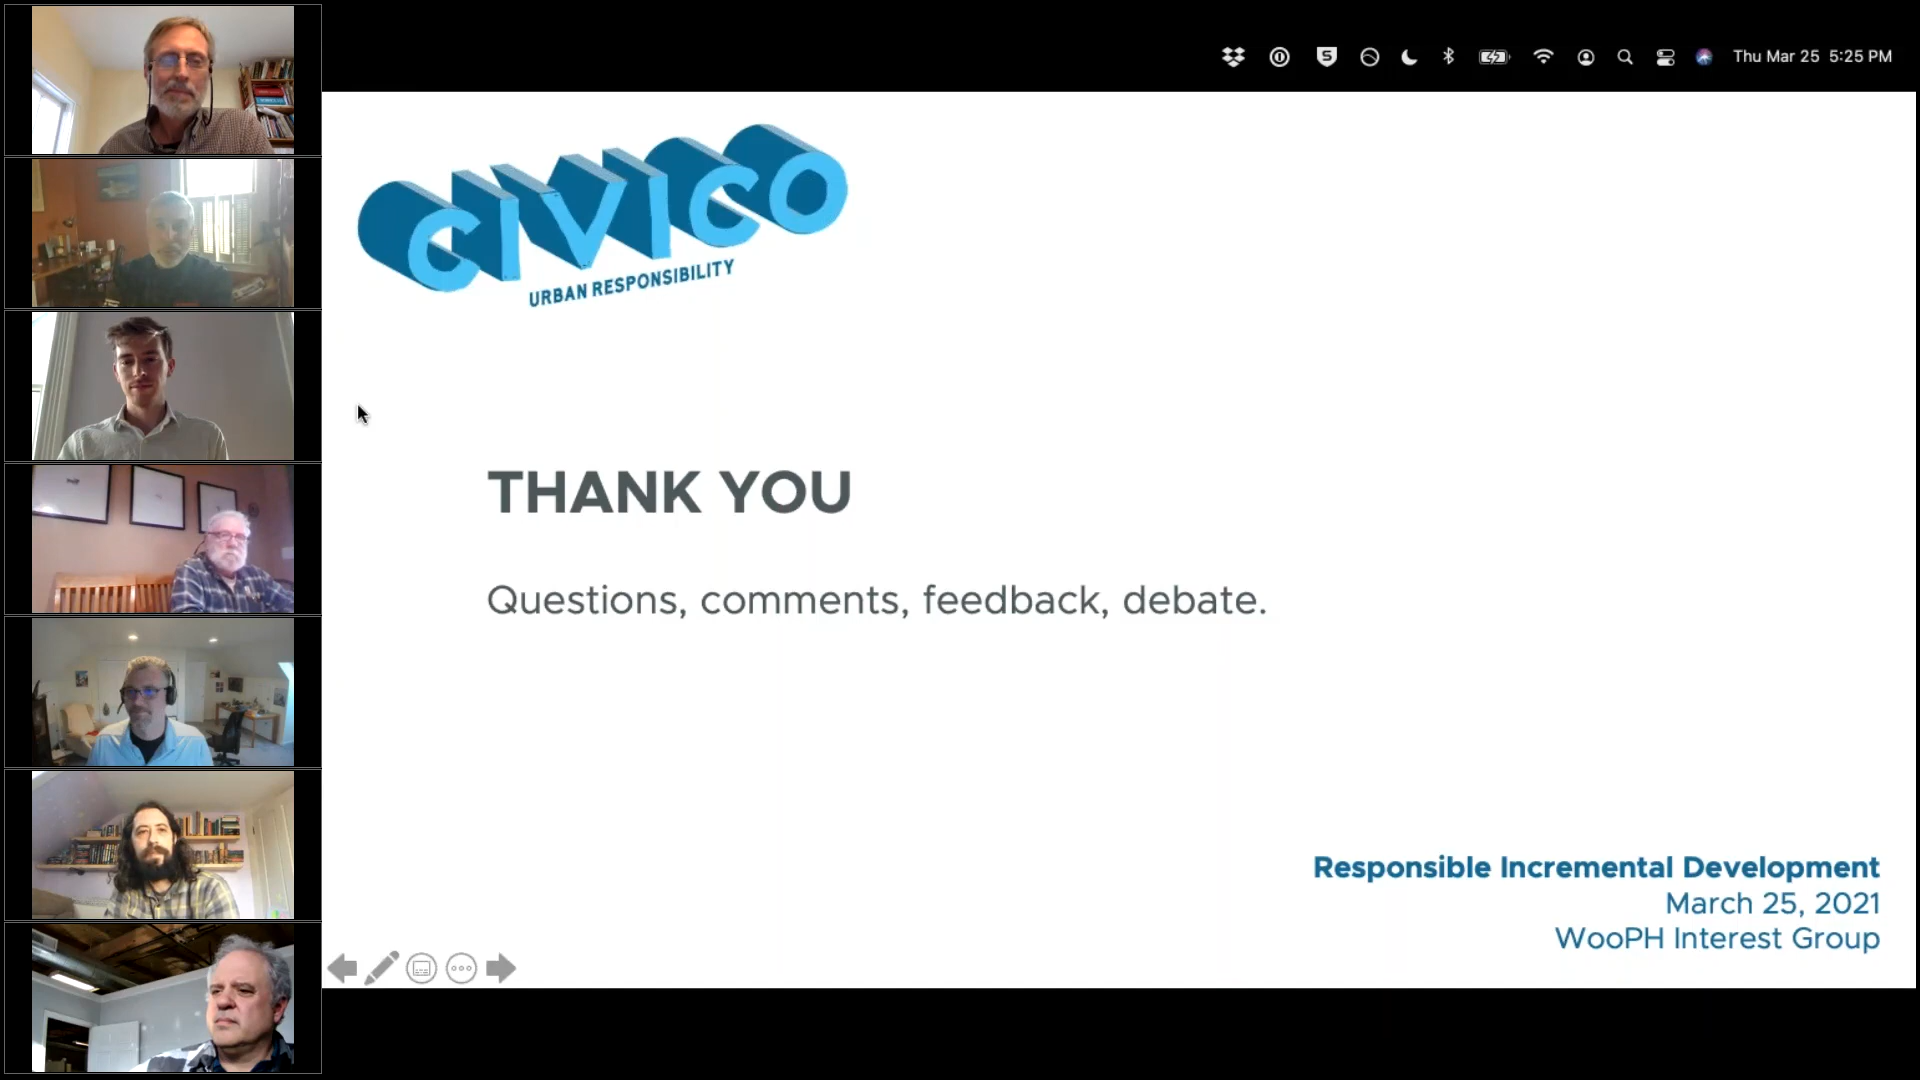 Thu Mar 25 5:25 PM
CIVICO
URBAN RESPONSIBILITY
THANK YOU
Questions, comments, feedback, debate.
Responsible Incremental Development
March 25, 2021
WooPH Interest Group